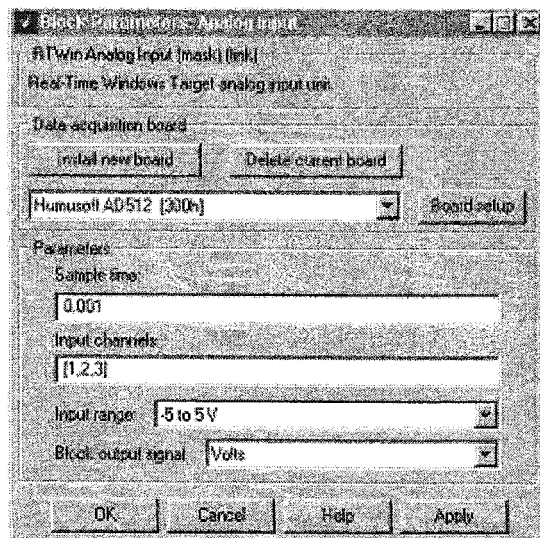 Block Parameters: Analog Input
RTWin Analog Input (mask) (link)
Real-Time Windows Target analog input unit.
Data acquisition board
Install new board
Delete current board
Humusoft AD512 [300h]
Board setup
Parameters
Sample time:
0.001
Input channels:
[1,2,3]
Input range: -5 to 5 V
Block output signal: Volts
OK
Cancel
Help
Apply